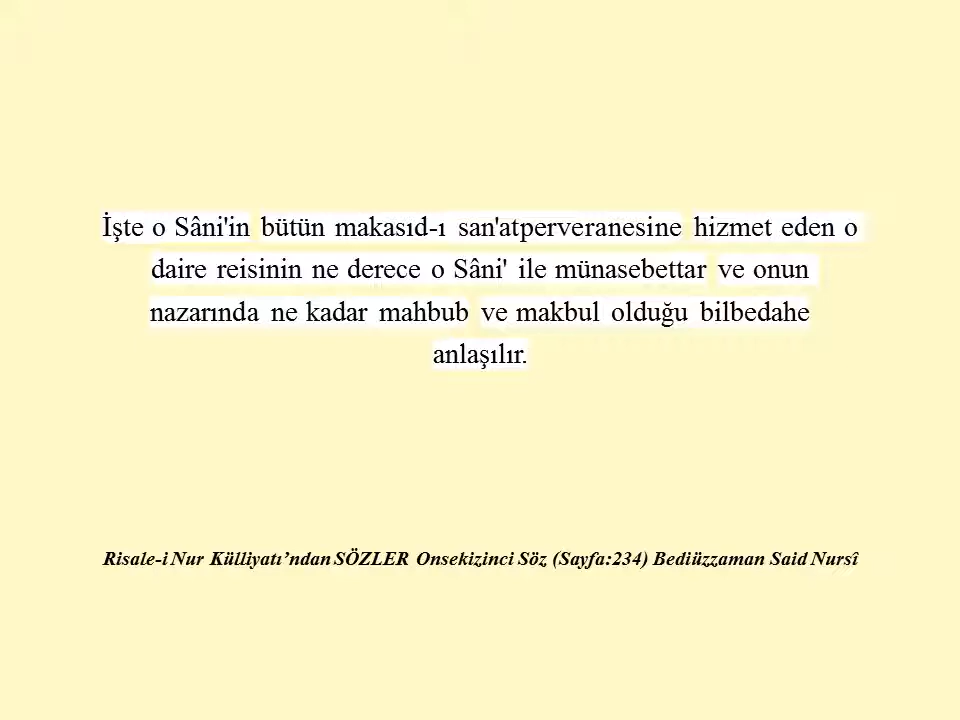 İşte o Sâni'in bütün makasıd-ı san'atperveranesine hizmet eden o
daire reisinin ne derece o Sâni' ile münasebettar ve onun
nazarında ne kadar mahbub ve makbul olduğu bilbedahe
anlaşılır.
Risale-i Nur Külliyatı’ndan SÖZLER Onsekizinci Söz (Sayfa:234) Bediüzzaman Said Nursî